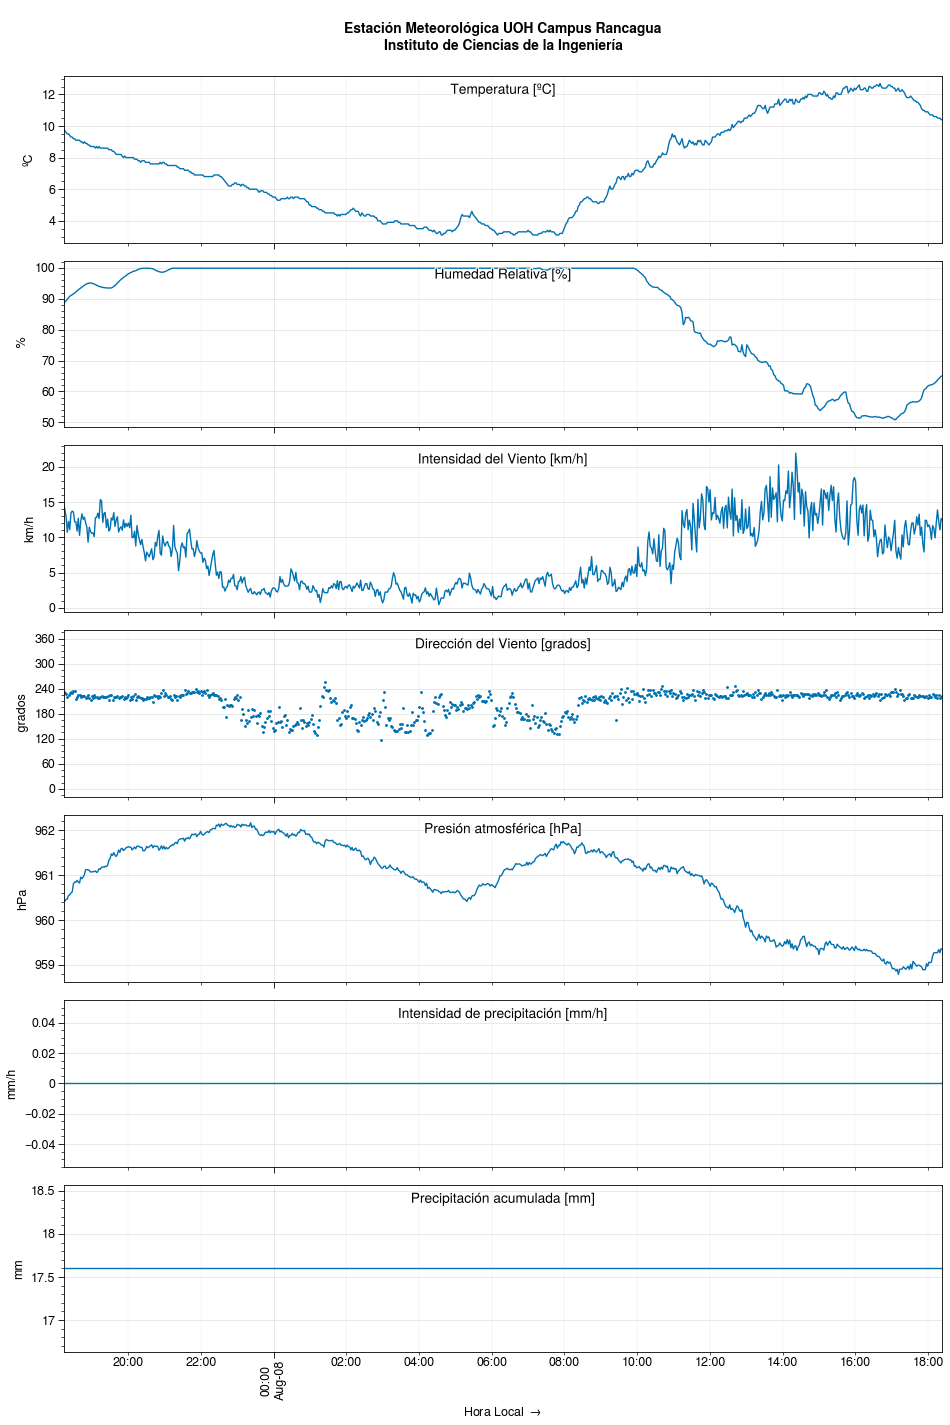 Estación Meteorológica UOH Campus Rancagua
Instituto de Ciencias de la Ingeniería
Temperatura [ºC]
12
10
8
6
4
ºC
Humedad Relativa [%]
100
90
80
70
60
50
%
Intensidad del Viento [km/h]
20
15
10
5
0
km/h
Dirección del Viento [grados]
360
300
240
180
120
60
0
grados
Presión atmosférica [hPa]
962
961
960
959
hPa
Intensidad de precipitación [mm/h]
0.04
0.02
0
−0.02
−0.04
mm/h
Precipitación acumulada [mm]
18.5
18
17.5
17
mm
20:00
22:00
00:00
Aug-08
02:00
04:00
06:00
08:00
10:00
12:00
14:00
16:00
18:00
Hora Local →